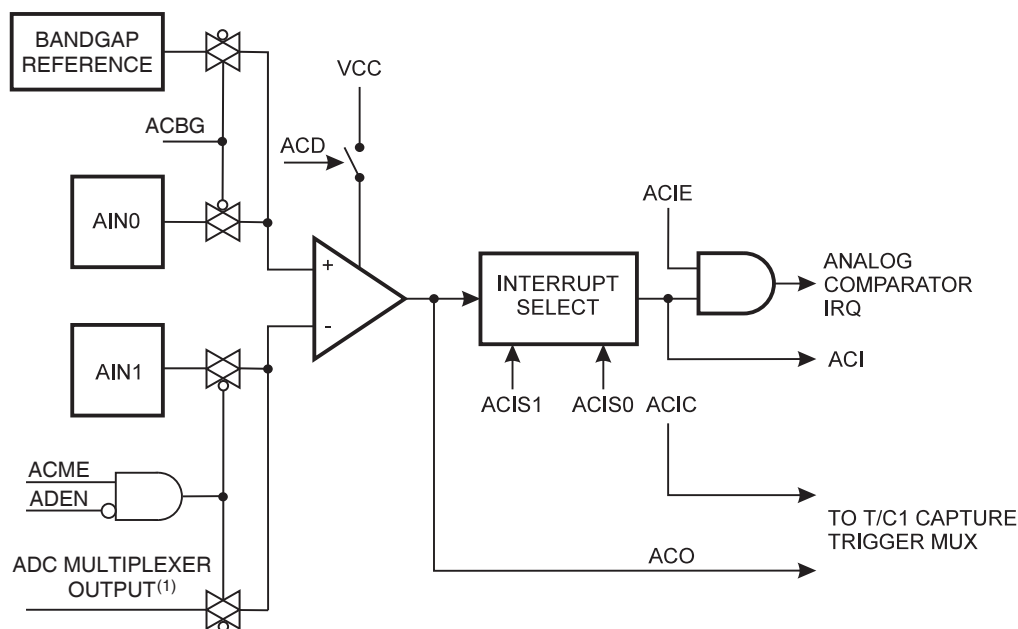 BANDGAP
REFERENCE
VCC
ACBG
ACD
AIN0
ACIE
+
INTERRUPT
SELECT
ANALOG
COMPARATOR
IRQ
-
AIN1
ACI
ACIS1
ACIS0
ACIC
ACME
ADEN
TO T/C1 CAPTURE
TRIGGER MUX
ADC MULTIPLEXER
OUTPUT(1)
ACO